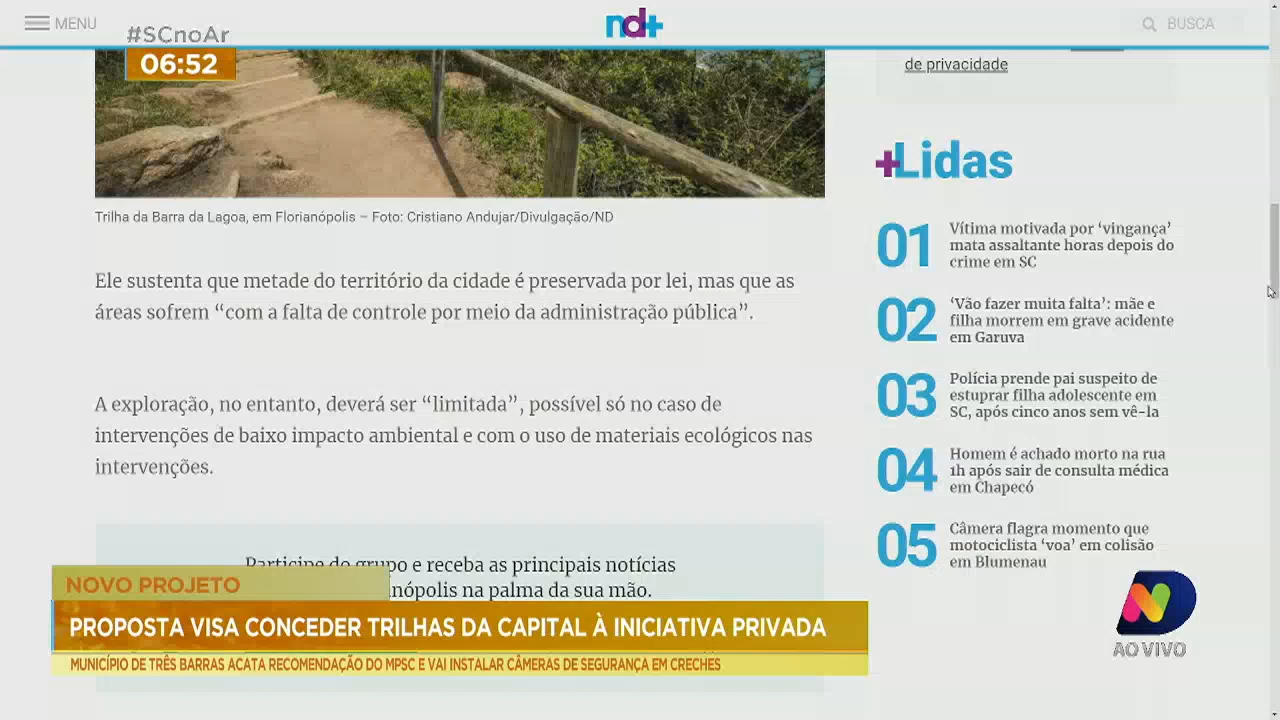 MENU
#SCnoAr
06:52
nd+
BUSCA
de privacidade
Trilha da Barra da Lagoa, em Florianópolis – Foto: Cristiano Andujar/Divulgação/ND
Ele sustenta que metade do território da cidade é preservada por lei, mas que as
áreas sofrem “com a falta de controle por meio da administração pública”.
A exploração, no entanto, deverá ser “limitada”, possível só no caso de
intervenções de baixo impacto ambiental e com o uso de materiais ecológicos nas
intervenções.
Participe do grupo e receba as principais notícias
nópolis na palma da sua mão.
+Lidas
01
Vítima motivada por ‘vingança’
mata assaltante horas depois do
crime em SC
02
‘Vão fazer muita falta’: mãe e
filha morrem em grave acidente
em Garuva
03
Polícia prende pai suspeito de
estuprar filha adolescente em
SC, após cinco anos sem vê-la
04
Homem é achado morto na rua
1h após sair de consulta médica
em Chapecó
05
Câmera flagra momento que
motociclista ‘voa’ em colisão
em Blumenau
NOVO PROJETO
PROPOSTA VISA CONCEDER TRILHAS DA CAPITAL À INICIATIVA PRIVADA
MUNICÍPIO DE TRÊS BARRAS ACATA RECOMENDAÇÃO DO MPSC E VAI INSTALAR CÂMERAS DE SEGURANÇA EM CRECHES
AO VIVO